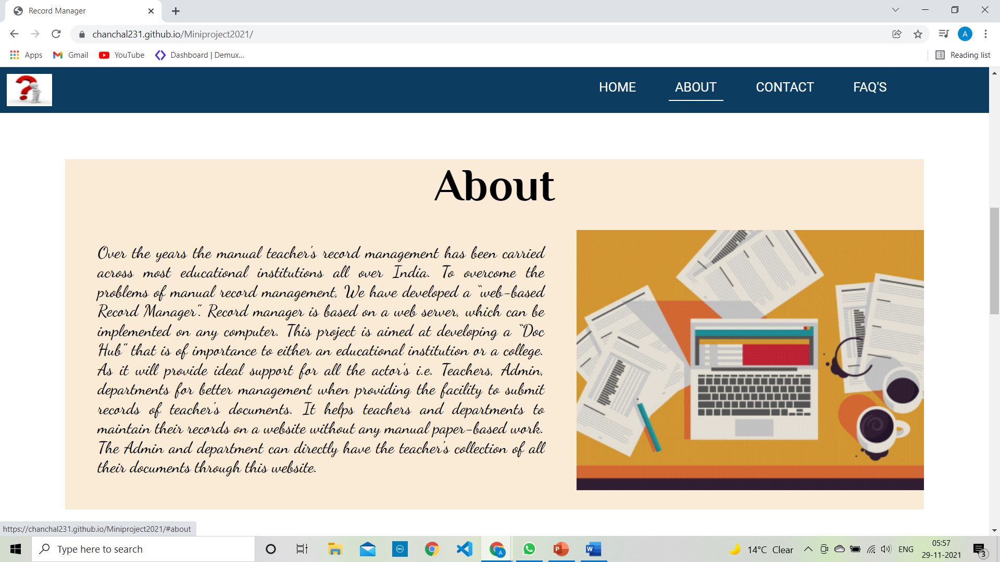 Record Manager
chanchal231.github.io/Miniproject2021/
A
Apps Gmail YouTube Dashboard | Demux... Reading list
HOME ABOUT CONTACT FAQ'S
About
Over the years the manual teacher's record management has been carried
across most educational institutions all over India. To overcome the
problems of manual record management, We have developed a “web-based
Record Manager”. Record manager is based on a web server, which can be
implemented on any computer. This project is aimed at developing a “Doc
Hub” that is of importance to either an educational institution or a college.
As it will provide ideal support for all the actor's i.e. Teachers, Admin,
departments for better management when providing the facility to submit
records of teacher's documents. It helps teachers and departments to
maintain their records on a website without any manual paper-based work.
The Admin and department can directly have the teacher's collection of all
their documents through this website.
https://chanchal231.github.io/Miniproject2021/#about
Type here to search
DELL
A
P
W
14°C Clear
ENG
05:57
29-11-2021
3